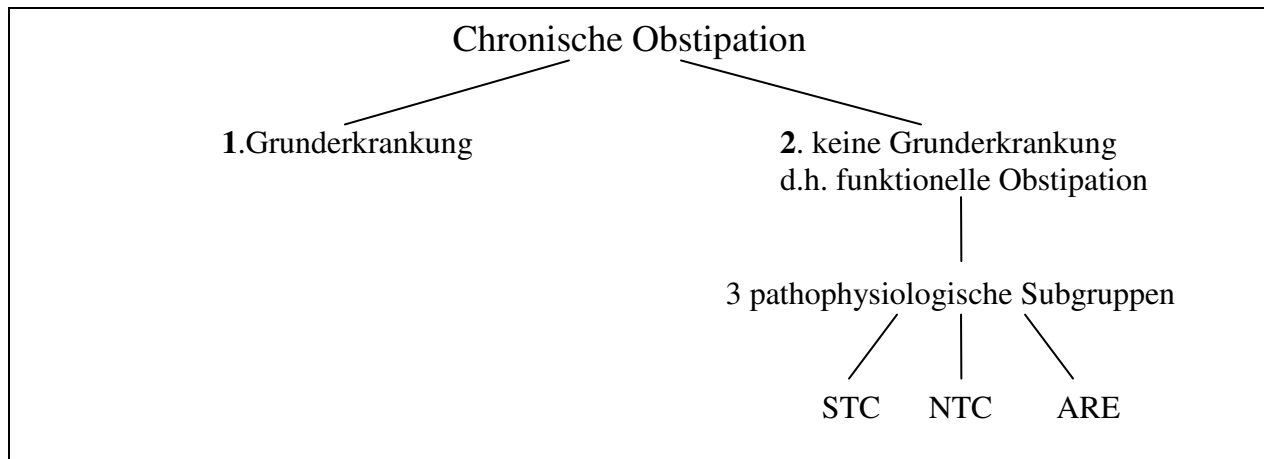 Chronische Obstipation
1.Grunderkrankung
2. keine Grunderkrankung
d.h. funktionelle Obstipation
3 pathophysiologische Subgruppen
STC NTC ARE